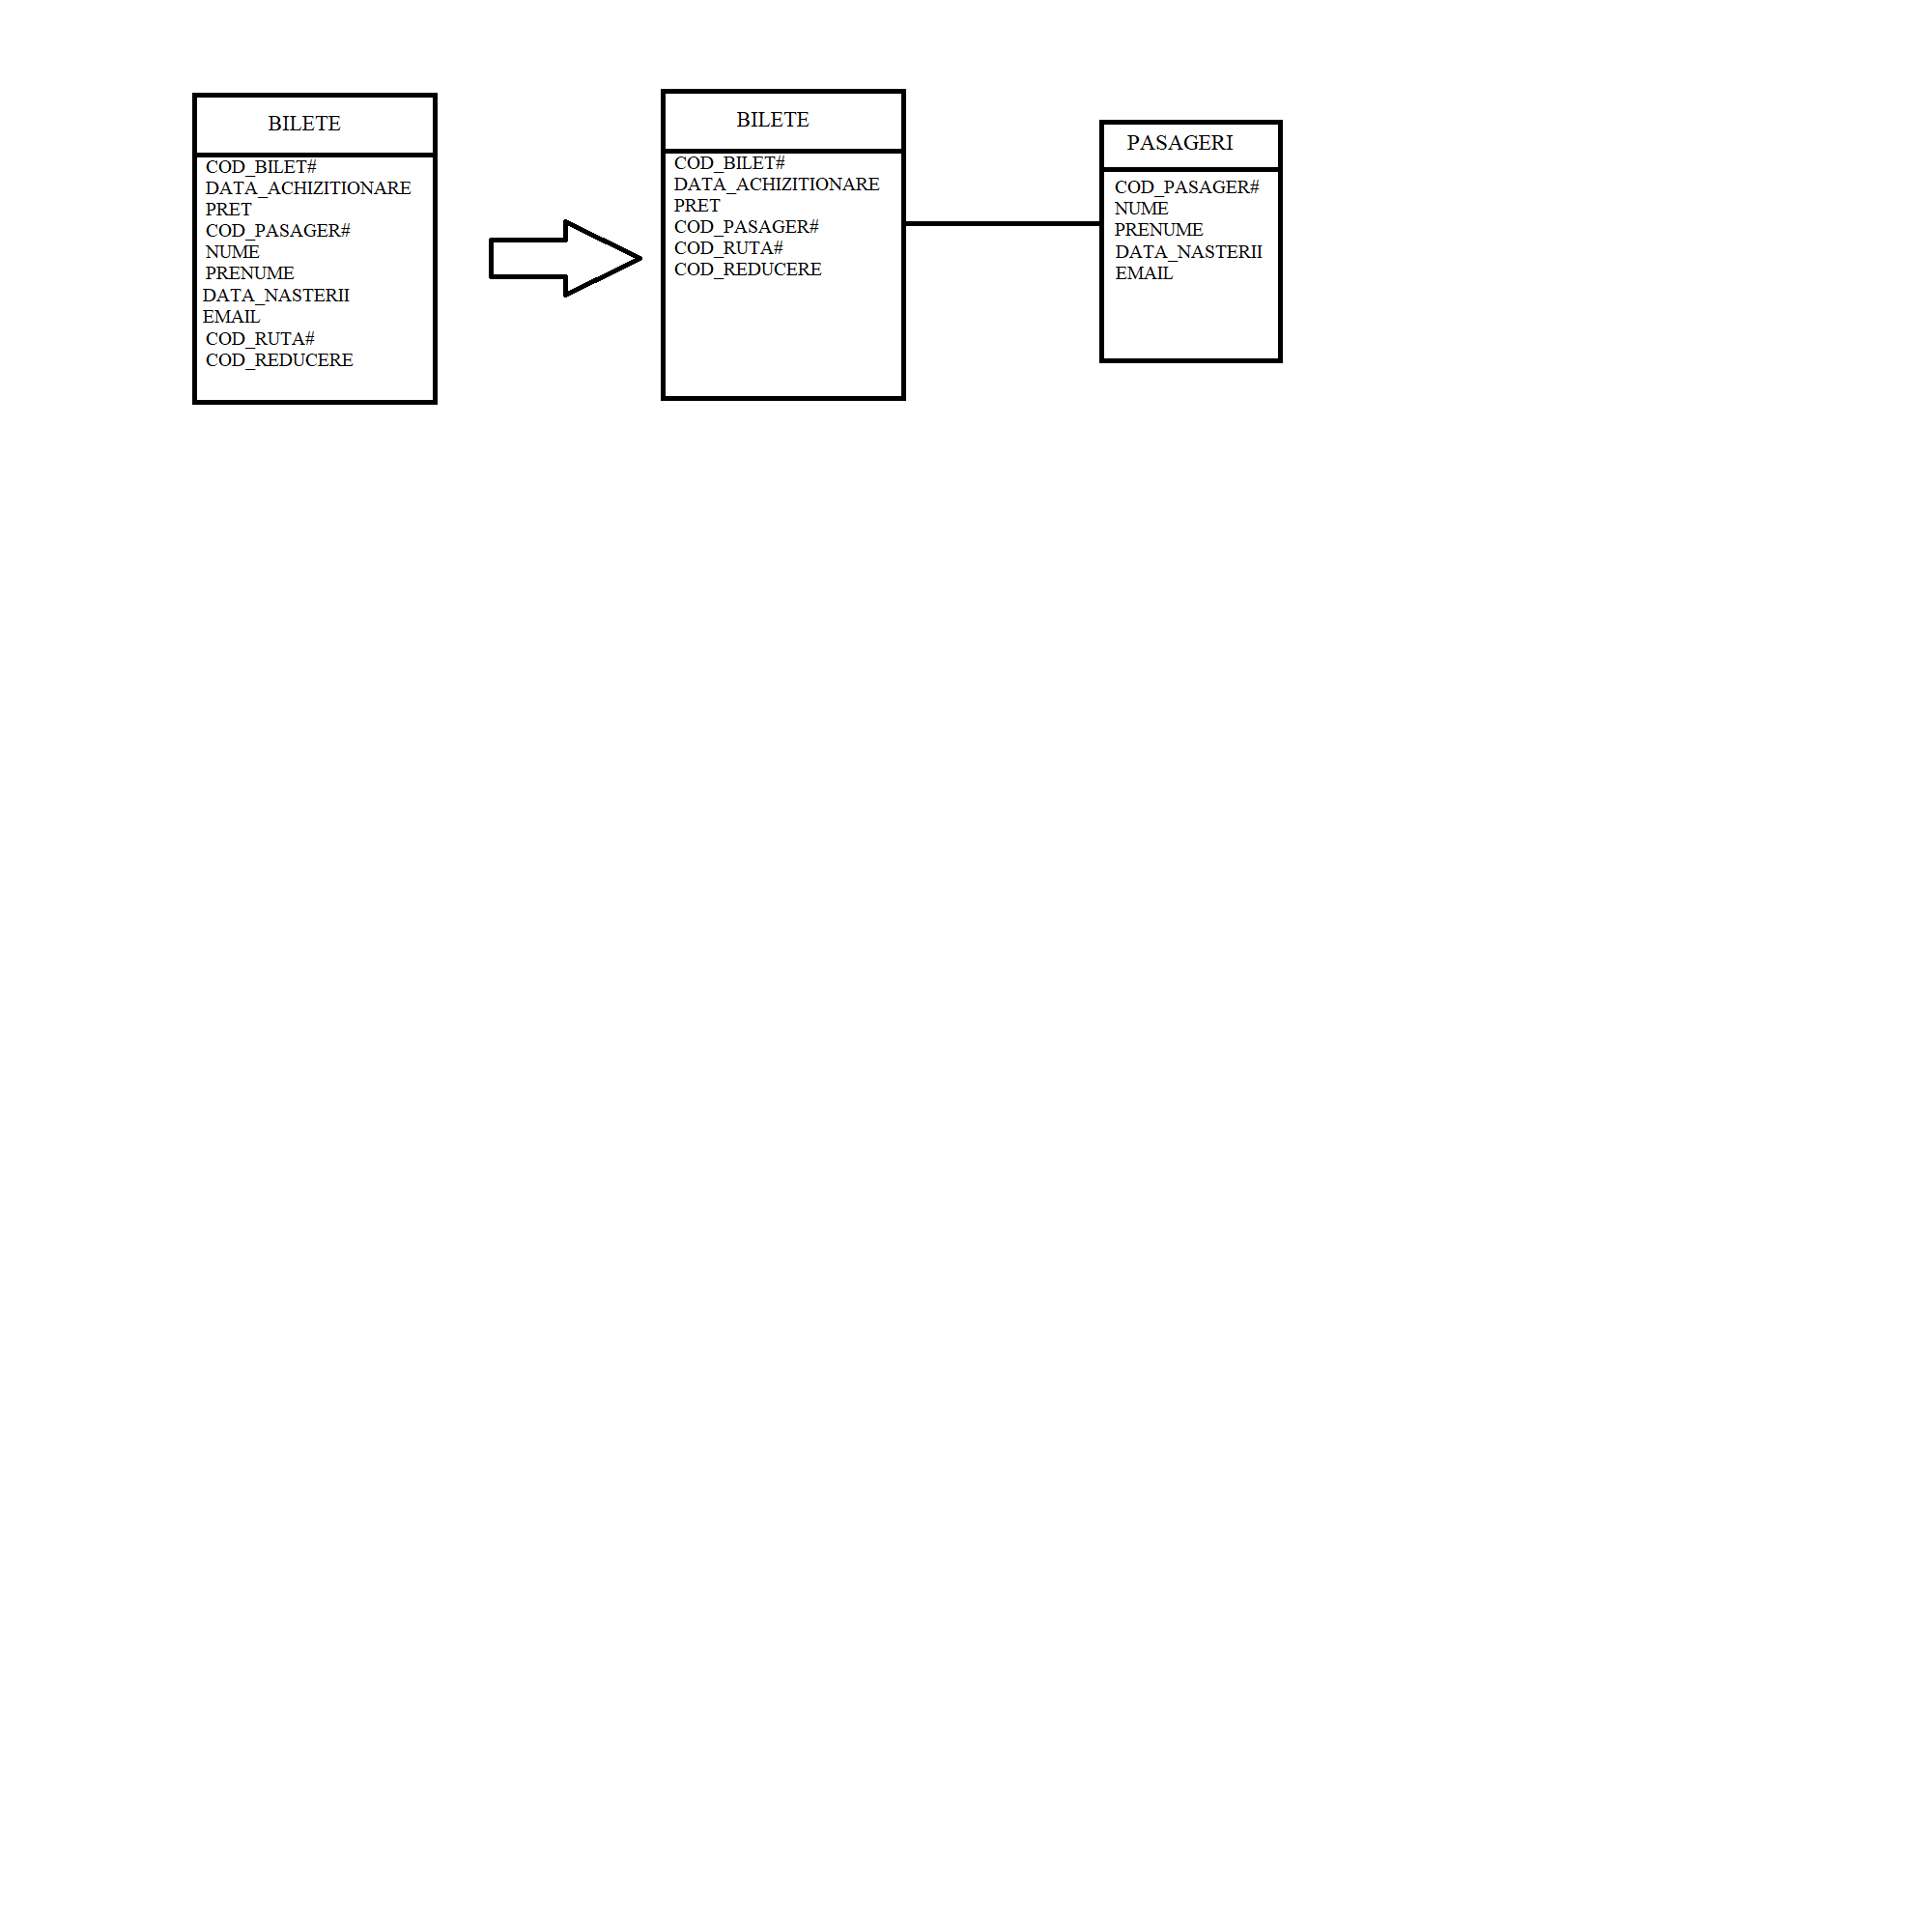 BILETE
COD_BILET#
DATA_ACHIZITIONARE
PRET
COD_PASAGER#
NUME
PRENUME
DATA_NASTERII
EMAIL
COD_RUTA#
COD_REDUCERE
BILETE
COD_BILET#
DATA_ACHIZITIONARE
PRET
COD_PASAGER#
COD_RUTA#
COD_REDUCERE
PASAGERI
COD_PASAGER#
NUME
PRENUME
DATA_NASTERII
EMAIL